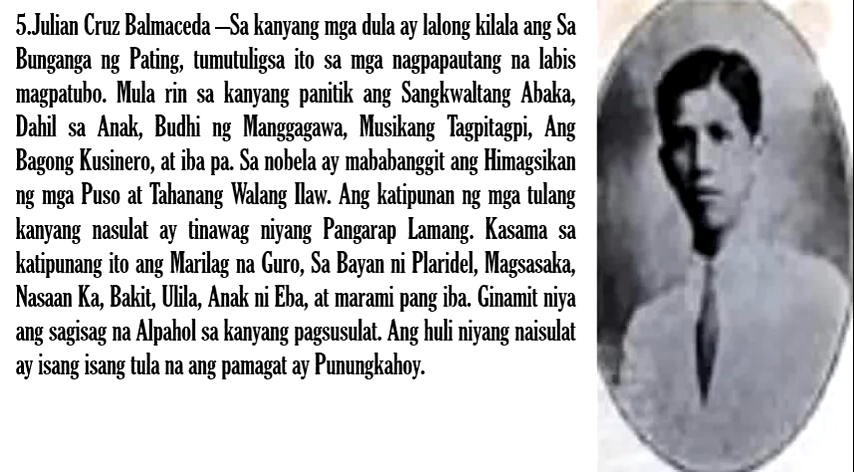 5.Julian Cruz Balmaceda –Sa kanyang mga dula ay lalong kilala ang Sa
Bunganga ng Pating, tumutuligsa ito sa mga nagpapautang na labis
magpatubo. Mula rin sa kanyang panitik ang Sangkwaltang Abaka,
Dahil sa Anak, Budhi ng Manggagawa, Musikang Tagpitagpi, Ang
Bagong Kusinero, at iba pa. Sa nobela ay mababanggit ang Himagsikan
ng mga Puso at Tahanang Walang Ilaw. Ang katipunan ng mga tulang
kanyang nasulat ay tinawag niyang Pangarap Lamang. Kasama sa
katipunang ito ang Marilag na Guro, Sa Bayan ni Plaridel, Magsasaka,
Nasaan Ka, Bakit, Ulila, Anak ni Eba, at marami pang iba. Ginamit niya
ang sagisag na Alpahol sa kanyang pagsusulat. Ang huli niyang naisulat
ay isang isang tula na ang pamagat ay Punungkahoy.